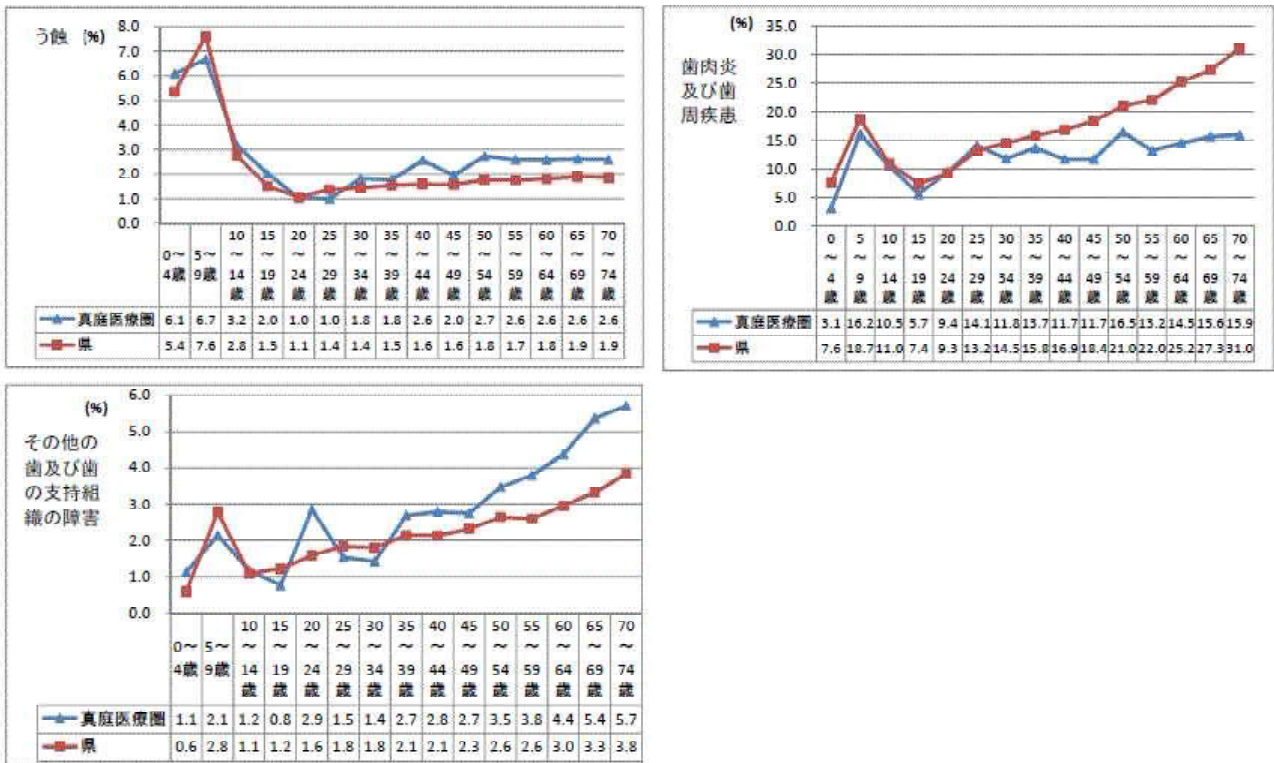 う蝕 (%)
8.0
7.0
6.0
5.0
4.0
3.0
2.0
1.0
0.0
0～4歳 5～9歳 10～14歳 15～19歳 20～24歳 25～29歳 30～34歳 35～39歳 40～44歳 45～49歳 50～54歳 55～59歳 60～64歳 65～69歳 70～74歳
真庭医療圏 6.1 6.7 3.2 2.0 1.0 1.0 1.8 1.8 2.6 2.0 2.7 2.6 2.6 2.6 2.6
県 5.4 7.6 2.8 1.5 1.1 1.4 1.4 1.5 1.6 1.6 1.8 1.7 1.8 1.9 1.9
(%)
歯肉炎
及び歯
周疾患
35.0
30.0
25.0
20.0
15.0
10.0
5.0
0.0
0～4歳 5～9歳 10～14歳 15～19歳 20～24歳 25～29歳 30～34歳 35～39歳 40～44歳 45～49歳 50～54歳 55～59歳 60～64歳 65～69歳 70～74歳
真庭医療圏 3.1 16.2 10.5 5.7 9.4 14.1 11.8 13.7 11.7 11.7 16.5 13.2 14.5 15.6 15.9
県 7.6 18.7 11.0 7.4 9.3 13.2 14.5 15.8 16.9 18.4 21.0 22.0 25.2 27.3 31.0
(%)
その他の
歯及び歯
の支持組
織の障害
6.0
5.0
4.0
3.0
2.0
1.0
0.0
0～4歳 5～9歳 10～14歳 15～19歳 20～24歳 25～29歳 30～34歳 35～39歳 40～44歳 45～49歳 50～54歳 55～59歳 60～64歳 65～69歳 70～74歳
真庭医療圏 1.1 2.1 1.2 0.8 2.9 1.5 1.4 2.7 2.8 2.7 3.5 3.8 4.4 5.4 5.7
県 0.6 2.8 1.1 1.2 1.6 1.8 1.8 2.1 2.1 2.3 2.6 2.6 3.0 3.3 3.8